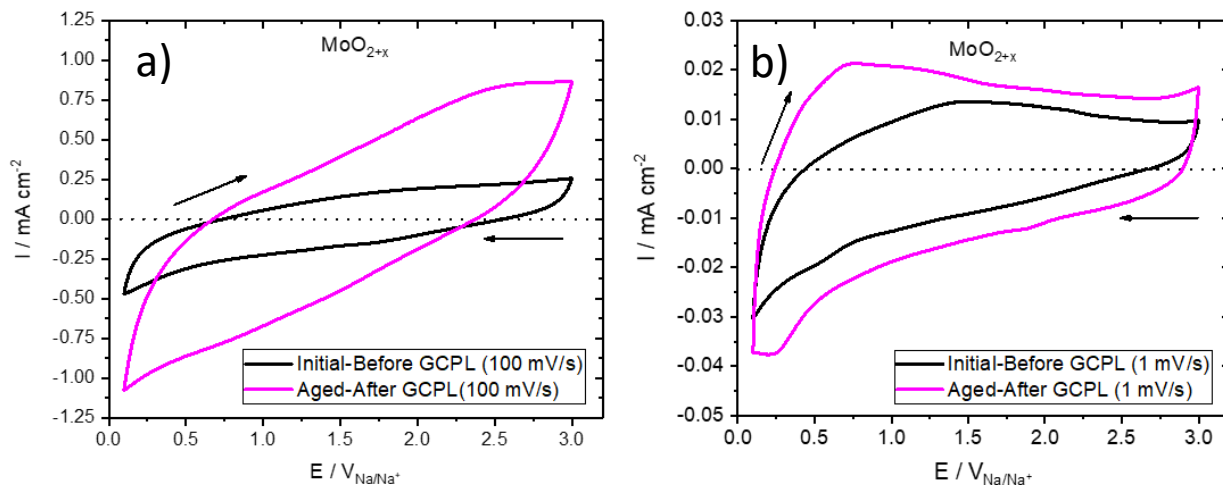 a)
MoO₂₊ₓ
I / mA cm⁻²
1.25
1.00
0.75
0.50
0.25
0.00
-0.25
-0.50
-0.75
-1.00
-1.25
Initial-Before GCPL (100 mV/s)
Aged-After GCPL(100 mV/s)
0.0 0.5 1.0 1.5 2.0 2.5 3.0
E / V_Na/Na⁺
b)
MoO₂₊ₓ
I / mA cm⁻²
0.03
0.02
0.01
0.00
-0.01
-0.02
-0.03
-0.04
-0.05
Initial-Before GCPL (1 mV/s)
Aged-After GCPL (1 mV/s)
0.0 0.5 1.0 1.5 2.0 2.5 3.0
E / V_Na/Na⁺